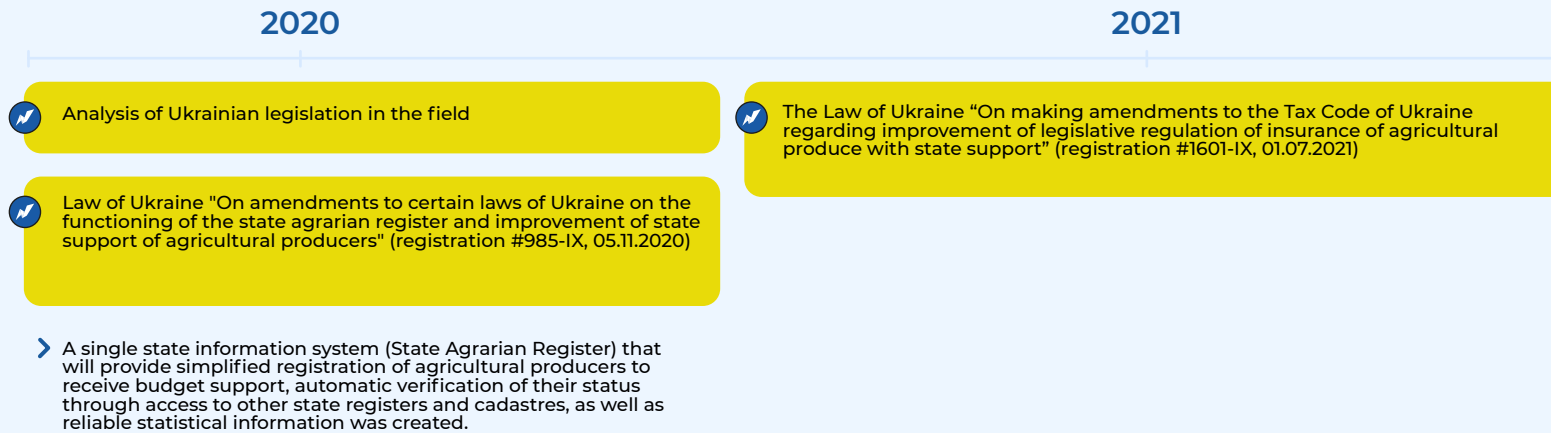 2020
2021
Analysis of Ukrainian legislation in the field
Law of Ukraine "On amendments to certain laws of Ukraine on the
functioning of the state agrarian register and improvement of state
support of agricultural producers" (registration #985-IX, 05.11.2020)
A single state information system (State Agrarian Register) that
will provide simplified registration of agricultural producers to
receive budget support, automatic verification of their status
through access to other state registers and cadastres, as well as
reliable statistical information was created.
The Law of Ukraine “On making amendments to the Tax Code of Ukraine
regarding improvement of legislative regulation of insurance of agricultural
produce with state support” (registration #1601-IX, 01.07.2021)